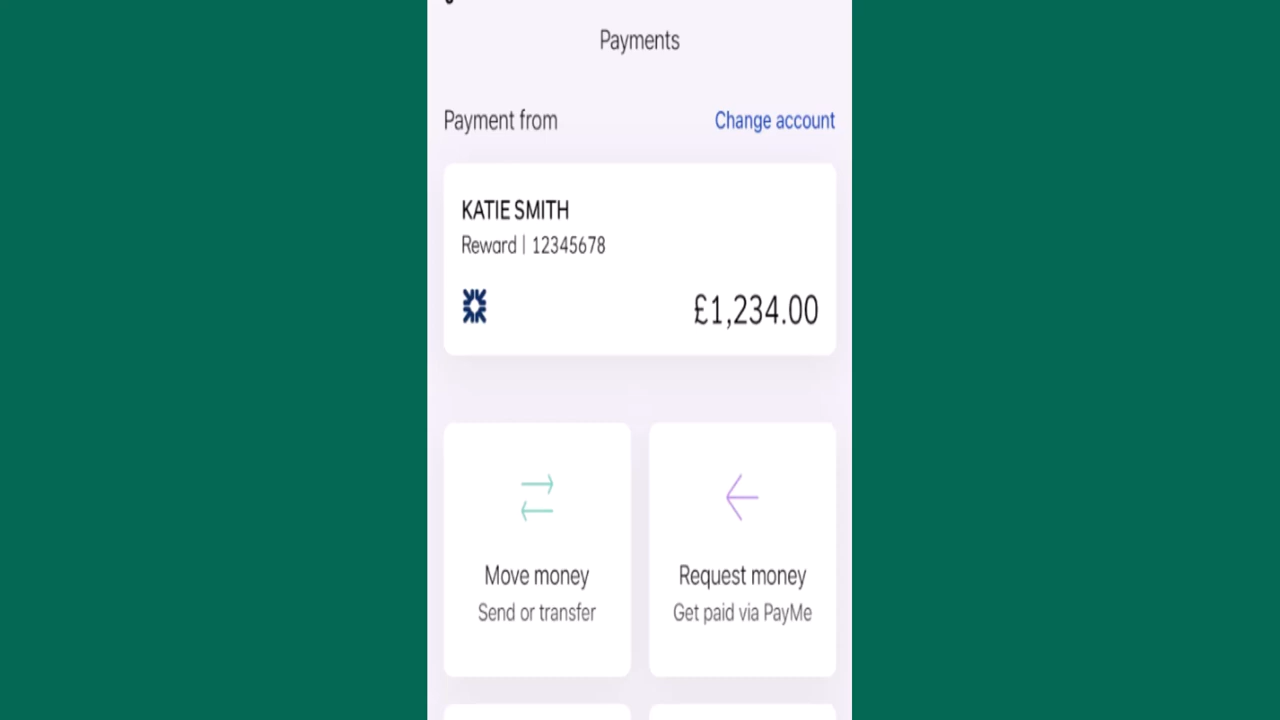 Payments
Payment from
Change account
KATIE SMITH
Reward | 12345678
£1,234.00
Move money
Send or transfer
Request money
Get paid via PayMe